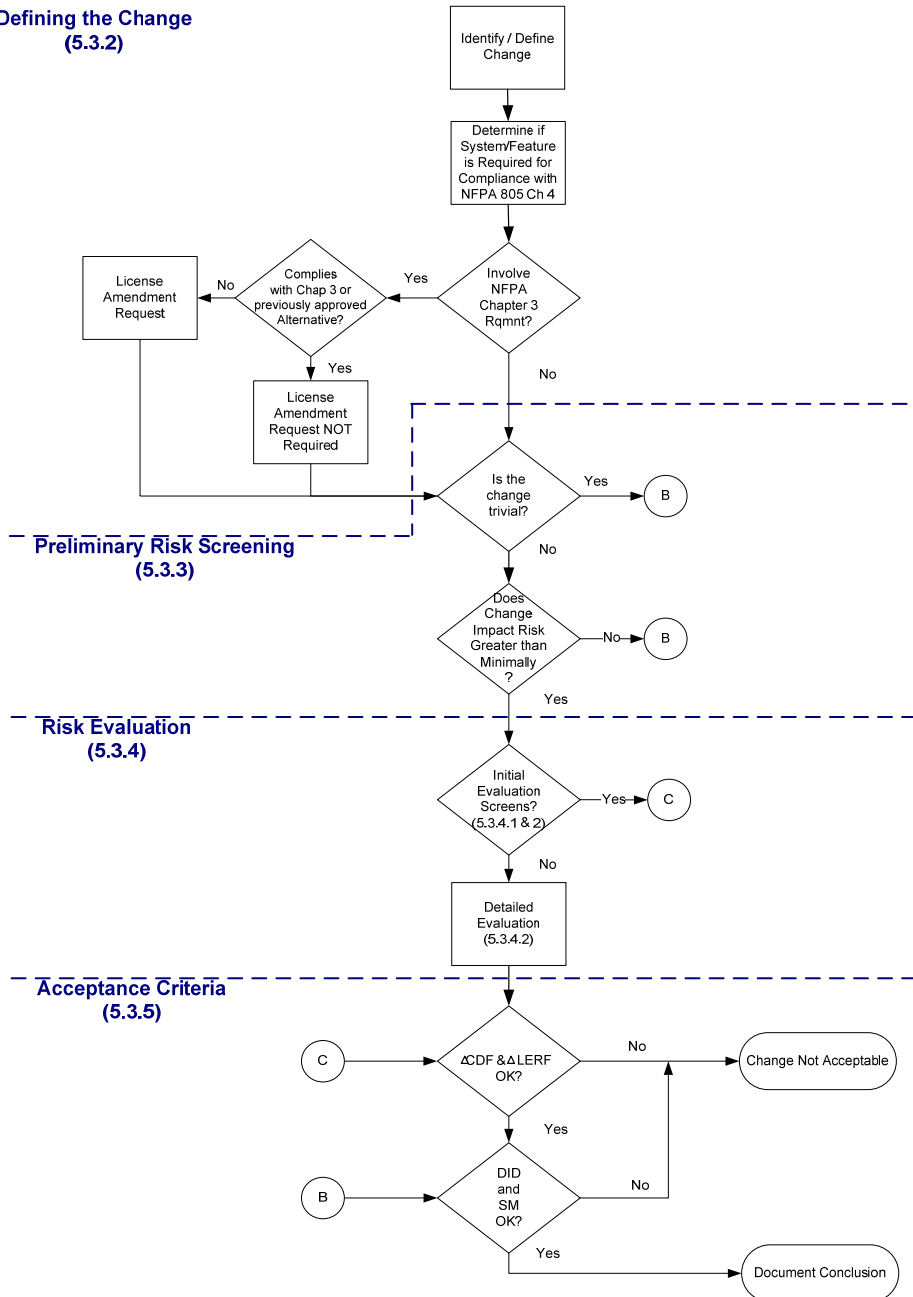 Defining the Change
(5.3.2)
Identify / Define
Change
Determine if
System/Feature
is Required for
Compliance with
NFPA 805 Ch 4
Involve
NFPA
Chapter 3
Rqmnt?
Yes
Complies
with Chap 3 or
previously approved
Alternative?
No
License
Amendment
Request
Yes
License
Amendment
Request NOT
Required
No
Is the
change
trivial?
Yes
B
Preliminary Risk Screening
(5.3.3)
No
Does
Change
Impact Risk
Greater than
Minimally
?
No
B
Yes
Risk Evaluation
(5.3.4)
Initial
Evaluation
Screens?
(5.3.4.1 & 2)
Yes
C
No
Detailed
Evaluation
(5.3.4.2)
Acceptance Criteria
(5.3.5)
C
ΔCDF & Δ LERF
OK?
No
Change Not Acceptable
Yes
B
DID
and
SM
OK?
No
Yes
Document Conclusion